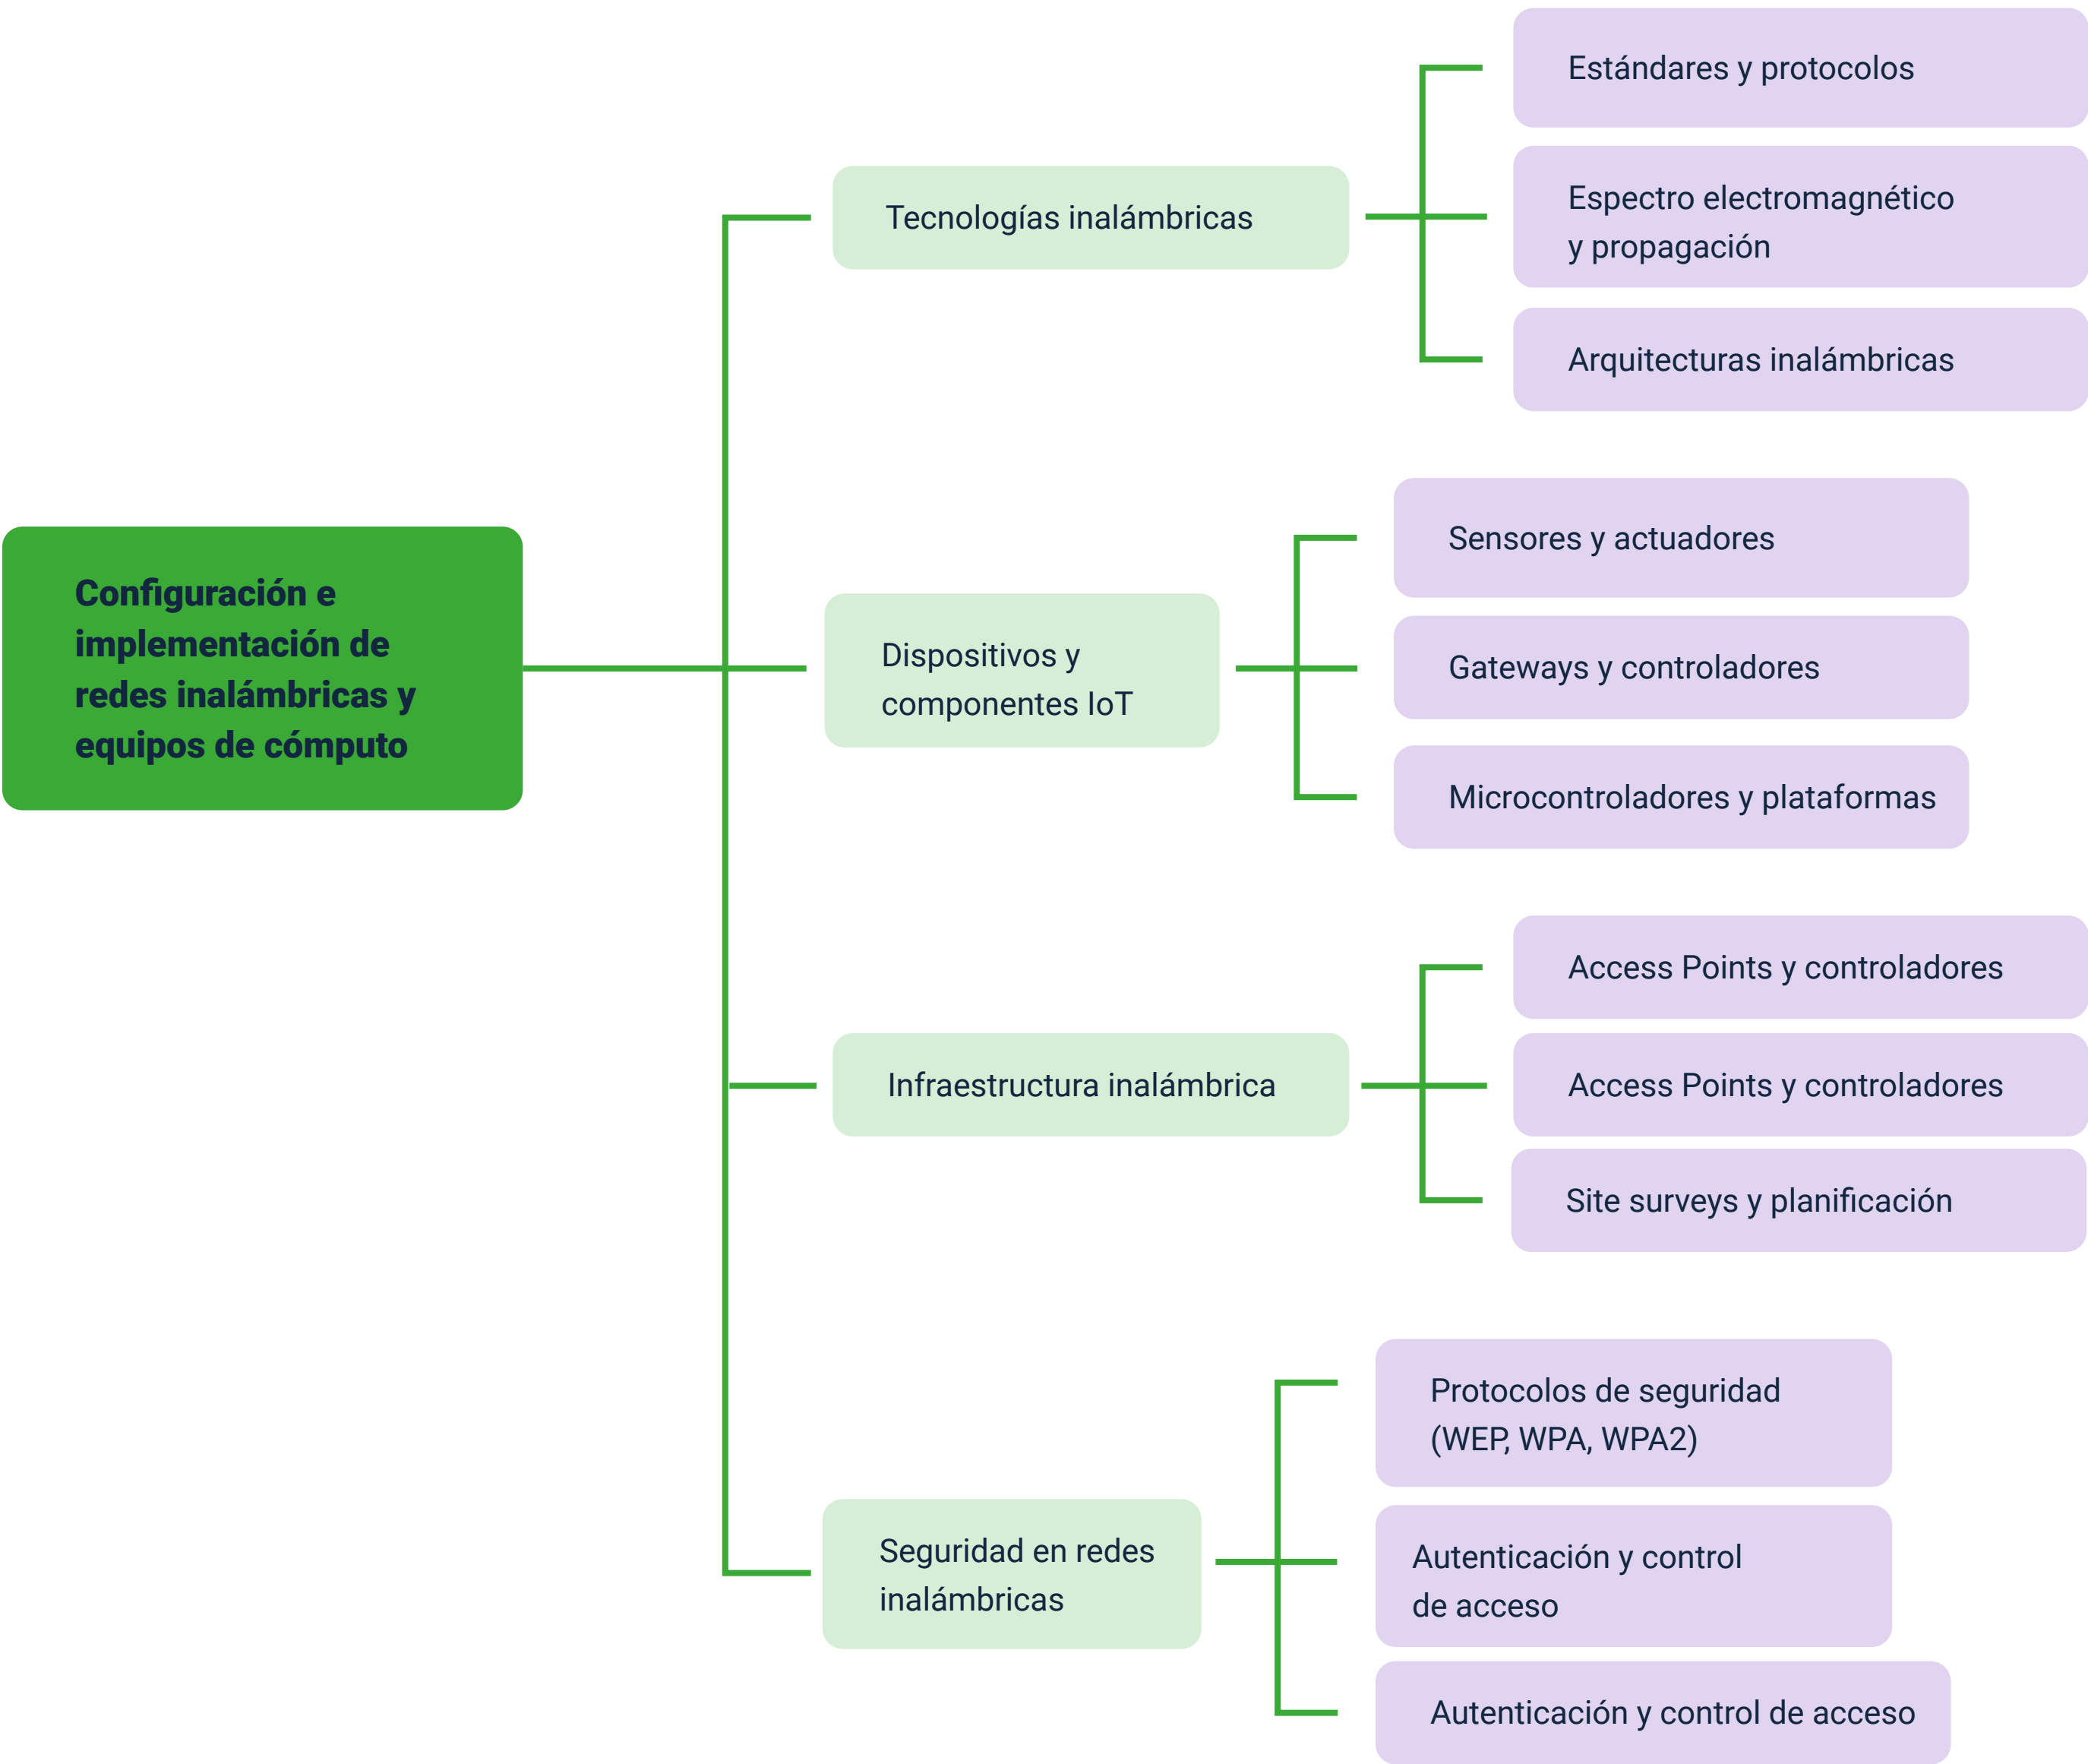 Configuración e
implementación de
redes inalámbricas y
equipos de cómputo
Tecnologías inalámbricas
Estándares y protocolos
Espectro electromagnético
y propagación
Arquitecturas inalámbricas
Dispositivos y
componentes IoT
Sensores y actuadores
Gateways y controladores
Microcontroladores y plataformas
Infraestructura inalámbrica
Access Points y controladores
Access Points y controladores
Site surveys y planificación
Seguridad en redes
inalámbricas
Protocolos de seguridad
(WEP, WPA, WPA2)
Autenticación y control
de acceso
Autenticación y control de acceso